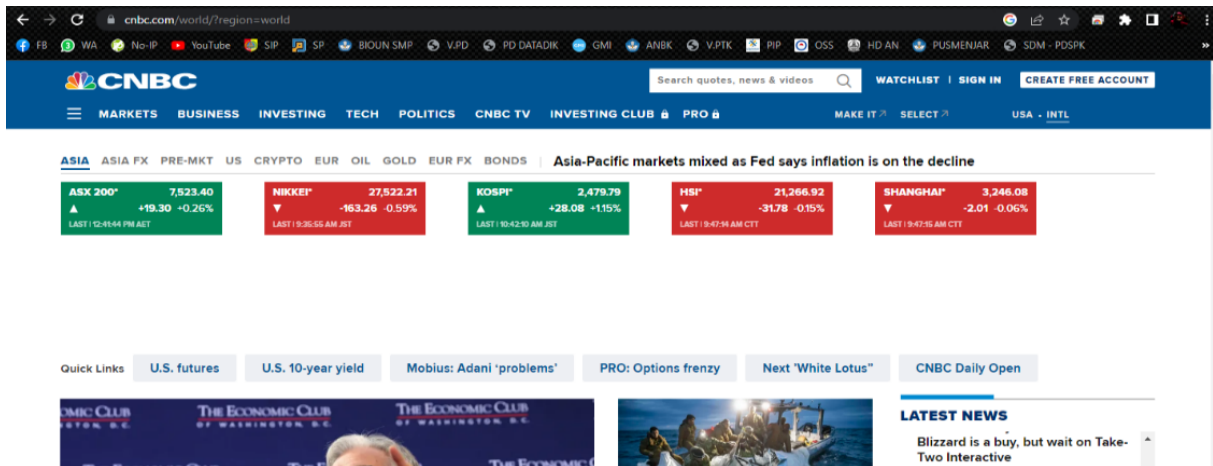 cnbc.com/world/?region=world
FB WA No-IP YouTube SIP SP BIOUN SMP V.PD PD DATADIK GMI ANBK V.PTK PIP OSS HD AN PUSMENJAR SDM - PDSPK »
CNBC
Search quotes, news & videos
WATCHLIST | SIGN IN
CREATE FREE ACCOUNT
MARKETS BUSINESS INVESTING TECH POLITICS CNBC TV INVESTING CLUB PRO
MAKE IT SELECT
USA • INTL
ASIA ASIA FX PRE-MKT US CRYPTO EUR OIL GOLD EUR FX BONDS | Asia-Pacific markets mixed as Fed says inflation is on the decline
ASX 200* 7,523.40
▲ +19.30 +0.26%
LAST | 12:41:44 PM AET
NIKKEI* 27,522.21
▼ -163.26 -0.59%
LAST | 9:35:55 AM JST
KOSPI* 2,479.79
▲ +28.08 +1.15%
LAST | 10:42:10 AM JST
HSI* 21,266.92
▼ -31.78 -0.15%
LAST | 9:47:14 AM CTT
SHANGHAI* 3,246.08
▼ -2.01 -0.06%
LAST | 9:47:15 AM CTT
Quick Links
U.S. futures
U.S. 10-year yield
Mobius: Adani 'problems'
PRO: Options frenzy
Next 'White Lotus"
CNBC Daily Open
OMIC CLUB
THE ECONOMIC CLUB
OF WASHINGTON D.C.
THE ECONOMIC CLUB
OF WASHINGTON D.C.
THE ECONOMIC
LATEST NEWS
Blizzard is a buy, but wait on Take-
Two Interactive